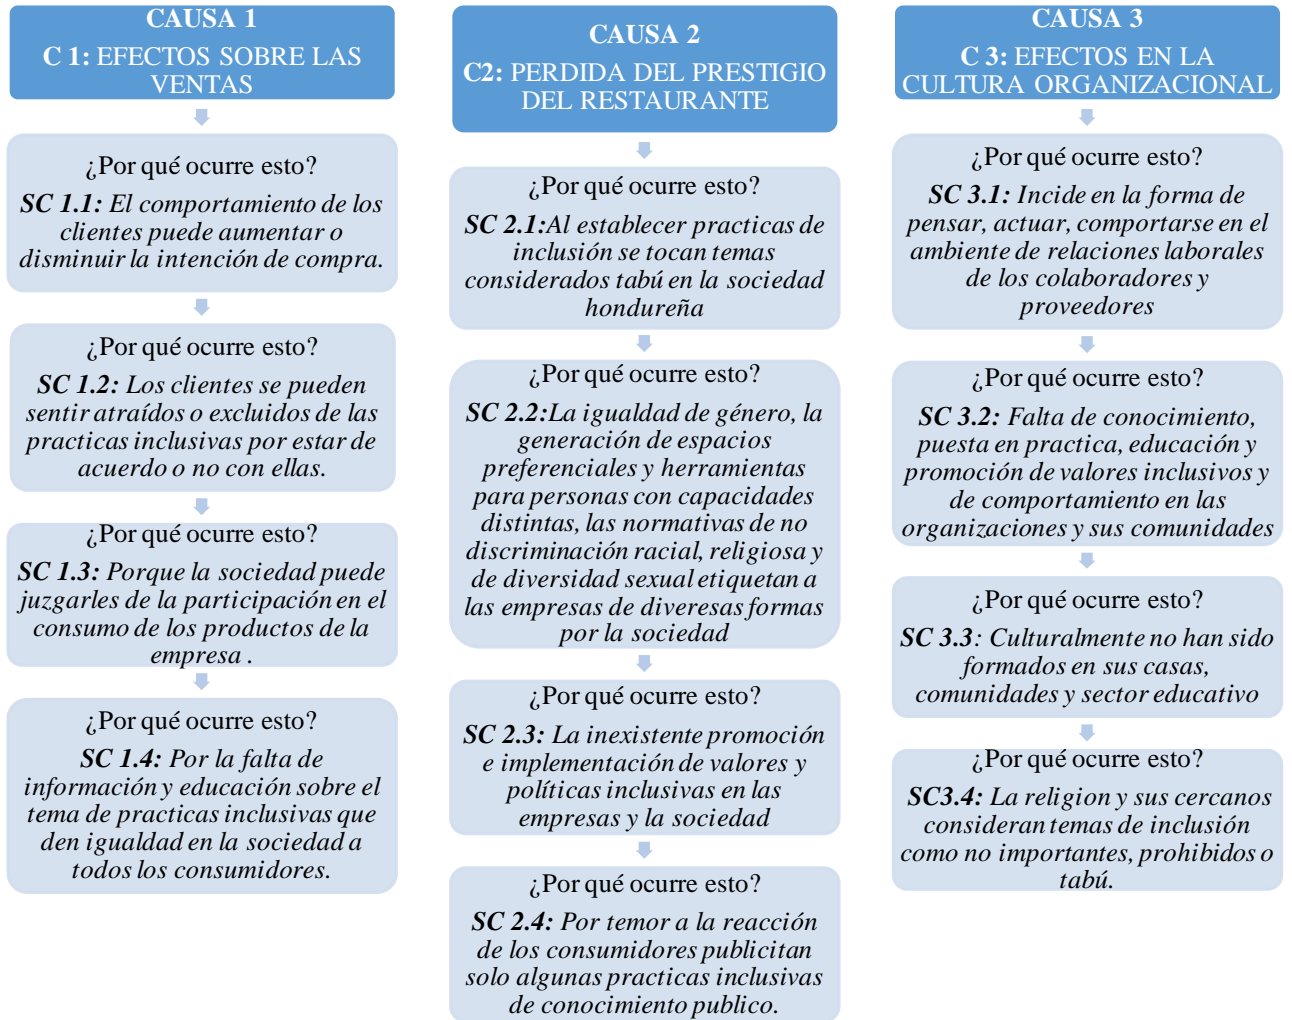 CAUSA 1
C 1: EFECTOS SOBRE LAS
VENTAS
¿Por qué ocurre esto?
SC 1.1: El comportamiento de los
clientes puede aumentar o
disminuir la intención de compra.
¿Por qué ocurre esto?
SC 1.2: Los clientes se pueden
sentir atraídos o excluidos de las
practicas inclusivas por estar de
acuerdo o no con ellas.
¿Por qué ocurre esto?
SC 1.3: Porque la sociedad puede
juzgarles de la participación en el
consumo de los productos de la
empresa .
¿Por qué ocurre esto?
SC 1.4: Por la falta de
información y educación sobre el
tema de practicas inclusivas que
den igualdad en la sociedad a
todos los consumidores.
CAUSA 2
C2: PERDIDA DEL PRESTIGIO
DEL RESTAURANTE
¿Por qué ocurre esto?
SC 2.1:Al establecer practicas de
inclusión se tocan temas
considerados tabú en la sociedad
hondureña
¿Por qué ocurre esto?
SC 2.2:La igualdad de género, la
generación de espacios
preferenciales y herramientas
para personas con capacidades
distintas, las normativas de no
discriminación racial, religiosa y
de diversidad sexual etiquetan a
las empresas de diveresas formas
por la sociedad
¿Por qué ocurre esto?
SC 2.3: La inexistente promoción
e implementación de valores y
políticas inclusivas en las
empresas y la sociedad
¿Por qué ocurre esto?
SC 2.4: Por temor a la reacción
de los consumidores publicitan
solo algunas practicas inclusivas
de conocimiento publico.
CAUSA 3
C 3: EFECTOS EN LA
CULTURA ORGANIZACIONAL
¿Por qué ocurre esto?
SC 3.1: Incide en la forma de
pensar, actuar, comportarse en el
ambiente de relaciones laborales
de los colaboradores y
proveedores
¿Por qué ocurre esto?
SC 3.2: Falta de conocimiento,
puesta en practica, educación y
promoción de valores inclusivos y
de comportamiento en las
organizaciones y sus comunidades
¿Por qué ocurre esto?
SC 3.3: Culturalmente no han sido
formados en sus casas,
comunidades y sector educativo
¿Por qué ocurre esto?
SC3.4: La religion y sus cercanos
consideran temas de inclusión
como no importantes, prohibidos o
tabú.